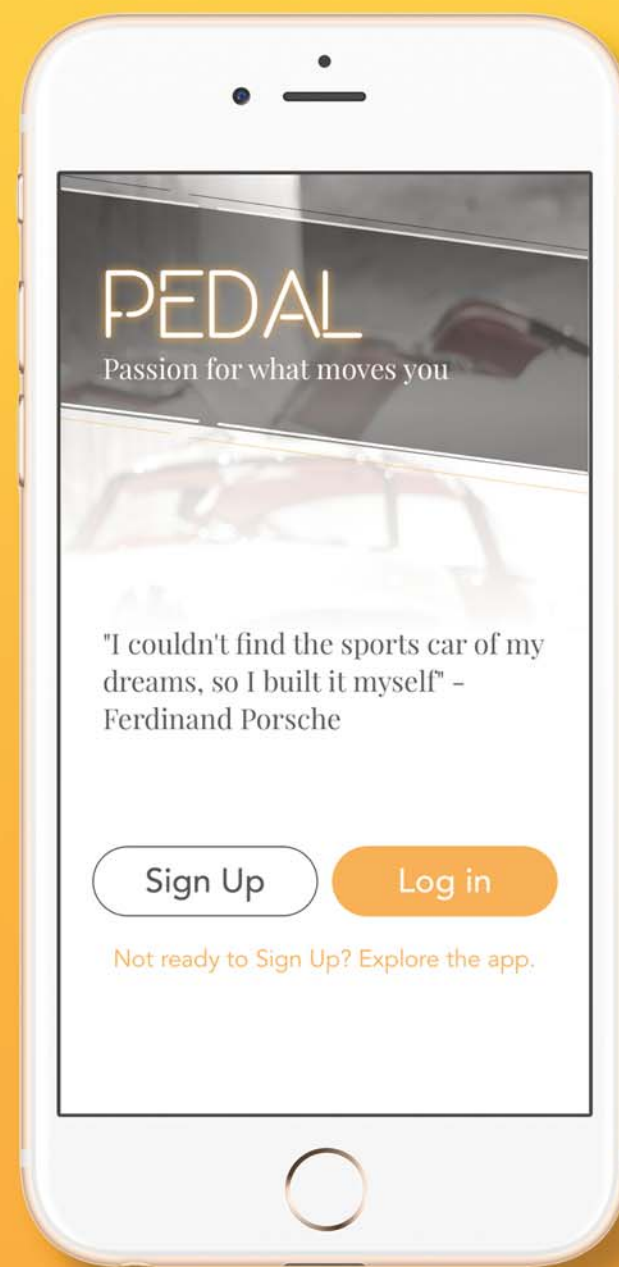 PEDAL
Passion for what moves you
"I couldn't find the sports car of my
dreams, so I built it myself" -
Ferdinand Porsche
Sign Up
Log in
Not ready to Sign Up? Explore the app.